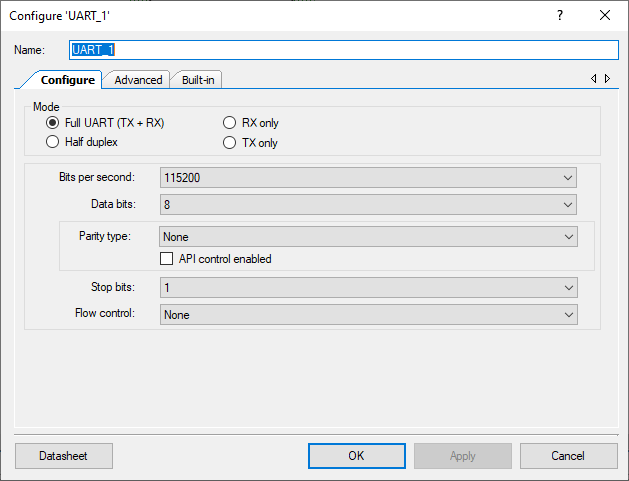 Configure 'UART_1'
Name: UART_1
Configure Advanced Built-in
Mode
Full UART (TX + RX) RX only
Half duplex TX only
Bits per second: 115200
Data bits: 8
Parity type: None
API control enabled
Stop bits: 1
Flow control: None
Datasheet OK Apply Cancel